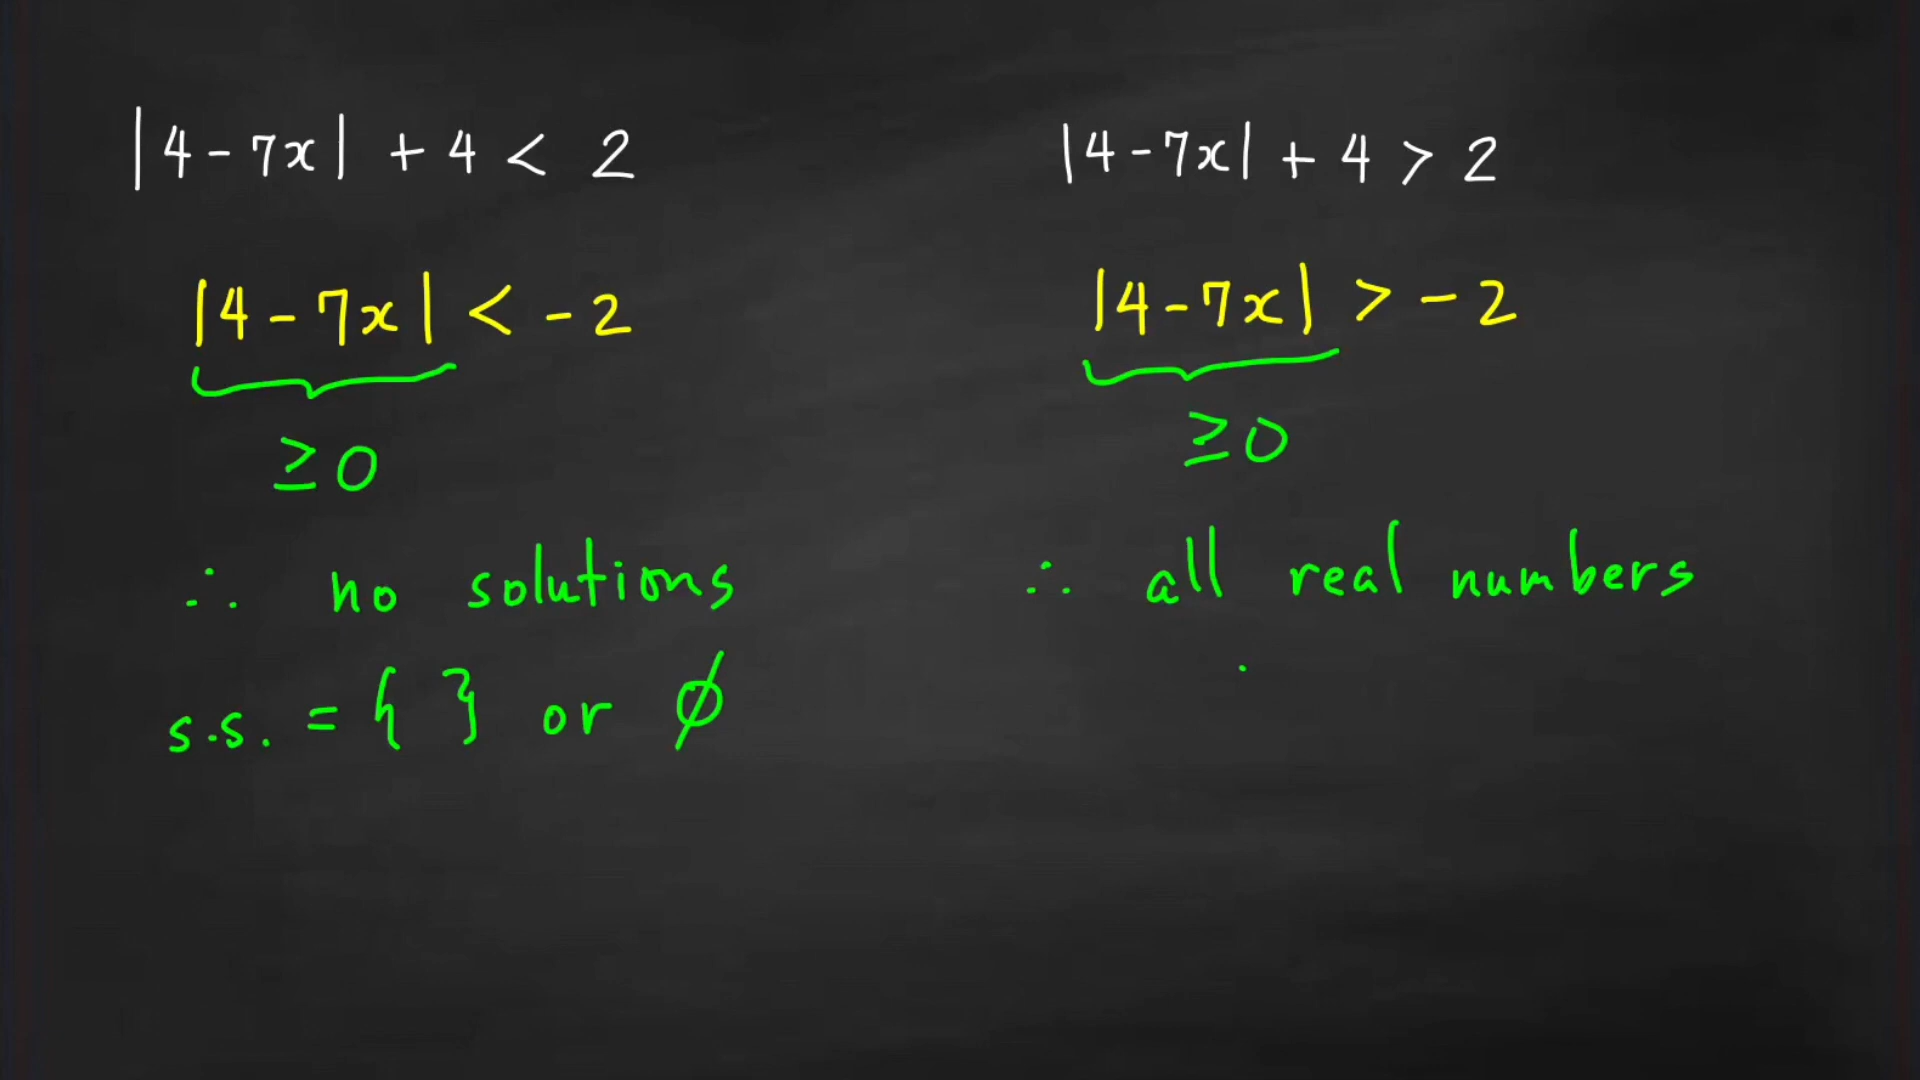 |4-7x| + 4 < 2
|4-7x| < -2
≥0
∴ no solutions
s.s. = { } or ∅
|4-7x| + 4 > 2
|4-7x| > -2
≥0
∴ all real numbers